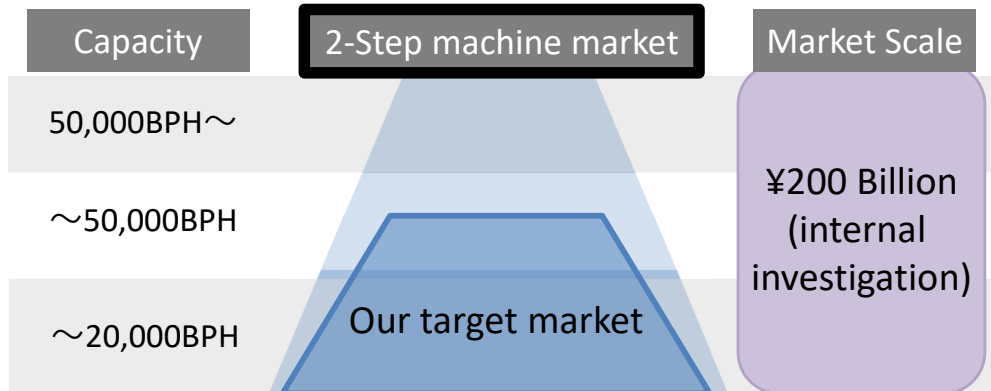 Capacity
2-Step machine market
Market Scale
50,000BPH～
～50,000BPH
～20,000BPH
Our target market
¥200 Billion
(internal
investigation)